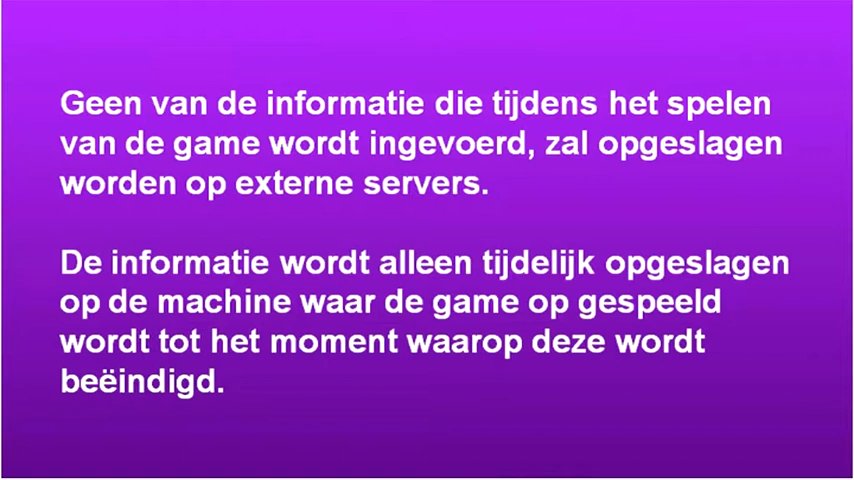 Geen van de informatie die tijdens het spelen
van de game wordt ingevoerd, zal opgeslagen
worden op externe servers.
De informatie wordt alleen tijdelijk opgeslagen
op de machine waar de game op gespeeld
wordt tot het moment waarop deze wordt
beëindigd.